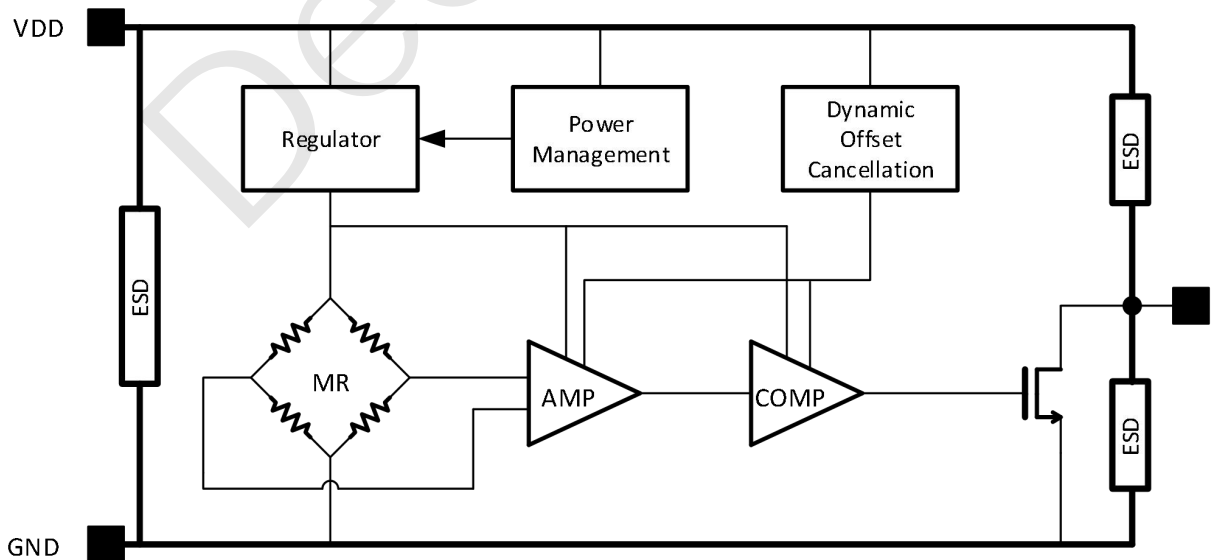 VDD
Regulator
Power
Management
Dynamic
Offset
Cancellation
ESD
ESD
MR
AMP
COMP
ESD
GND